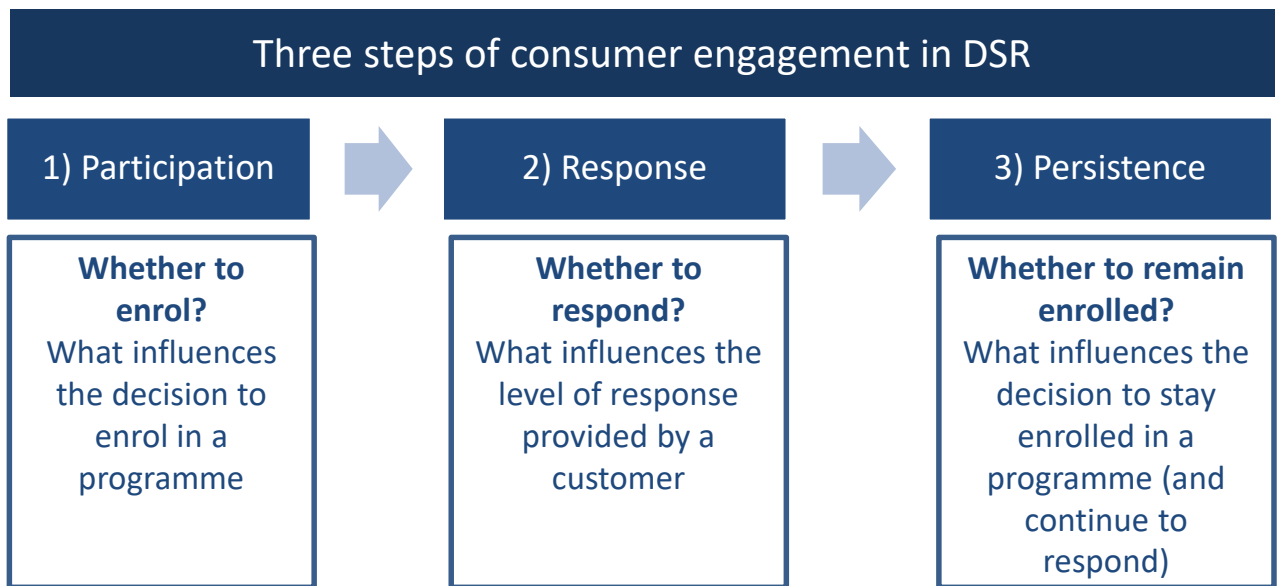 Three steps of consumer engagement in DSR
1) Participation
2) Response
3) Persistence
Whether to
enrol?
What influences
the decision to
enrol in a
programme
Whether to
respond?
What influences the
level of response
provided by a
customer
Whether to remain
enrolled?
What influences the
decision to stay
enrolled in a
programme (and
continue to
respond)